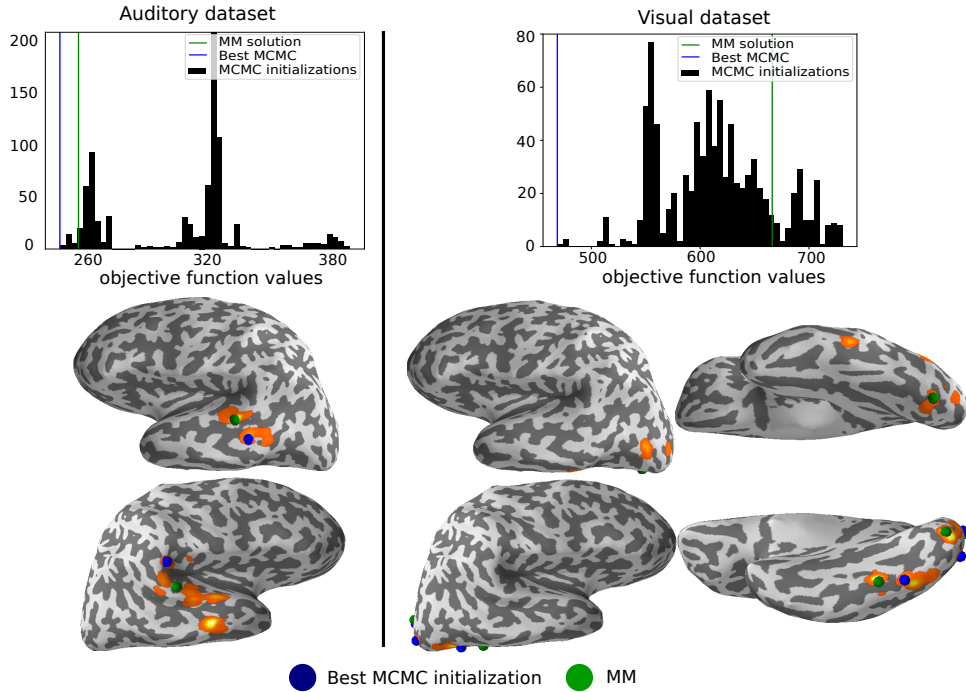 Auditory dataset
MM solution
Best MCMC
MCMC initializations
200
150
100
50
0
260
320
380
objective function values
Visual dataset
MM solution
Best MCMC
MCMC initializations
80
60
40
20
0
500
600
700
objective function values
Best MCMC initialization
MM